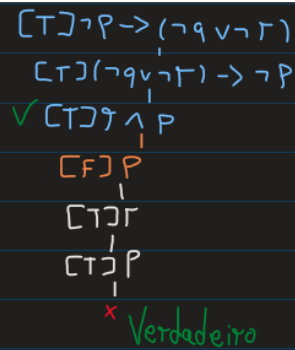 [T]¬P->(¬q v ¬r)
[T](¬q v ¬r)->¬P
✓ [T] r ∧ P
[F] P
[T] r
[T] P
x Verdadeiro